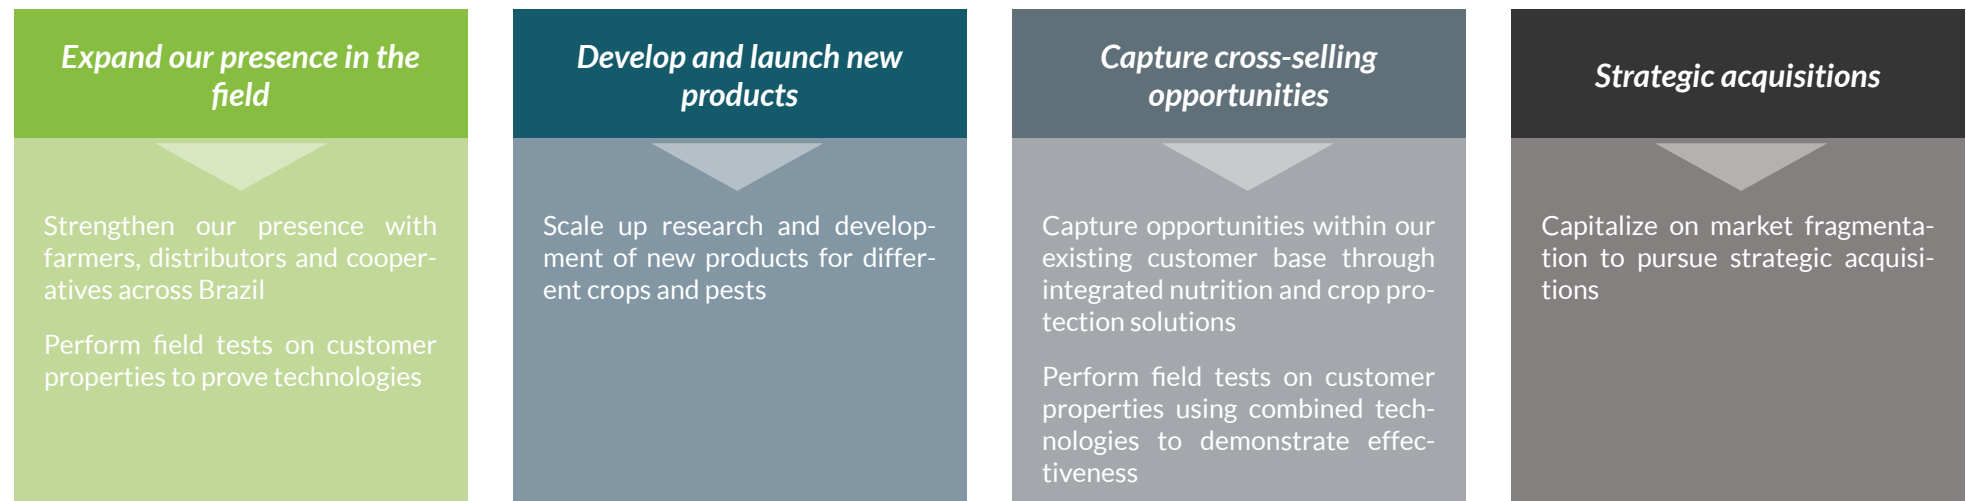 Expand our presence in the
field
Strengthen our presence with
farmers, distributors and cooper-
atives across Brazil
Perform field tests on customer
properties to prove technologies
Develop and launch new
products
Scale up research and develop-
ment of new products for differ-
ent crops and pests
Capture cross-selling
opportunities
Capture opportunities within our
existing customer base through
integrated nutrition and crop pro-
tection solutions
Perform field tests on customer
properties using combined tech-
nologies to demonstrate effec-
tiveness
Strategic acquisitions
Capitalize on market fragmenta-
tion to pursue strategic acquisi-
tions